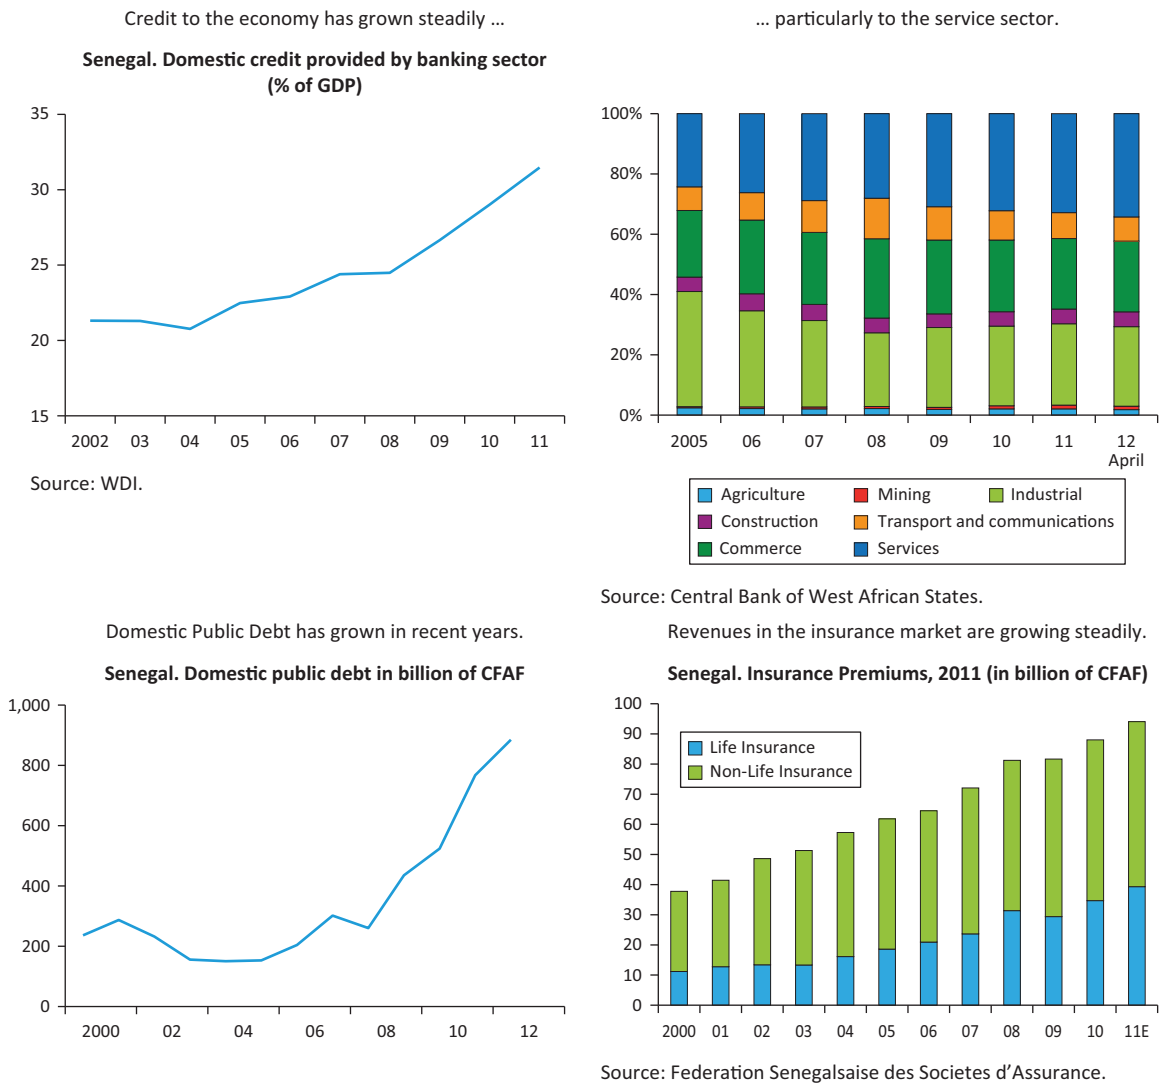 Credit to the economy has grown steadily …
Senegal. Domestic credit provided by banking sector
(% of GDP)
35
30
25
20
15
2002 03 04 05 06 07 08 09 10 11
Source: WDI.
… particularly to the service sector.
100%
80%
60%
40%
20%
0%
2005 06 07 08 09 10 11 12
April
Agriculture Mining Industrial
Construction Transport and communications
Commerce Services
Source: Central Bank of West African States.
Domestic Public Debt has grown in recent years.
Senegal. Domestic public debt in billion of CFAF
1,000
800
600
400
200
0
2000 02 04 06 08 10 12
Revenues in the insurance market are growing steadily.
Senegal. Insurance Premiums, 2011 (in billion of CFAF)
100
90
80
70
60
50
40
30
20
10
0
Life Insurance
Non-Life Insurance
2000 01 02 03 04 05 06 07 08 09 10 11E
Source: Federation Senegalsaise des Societes d'Assurance.